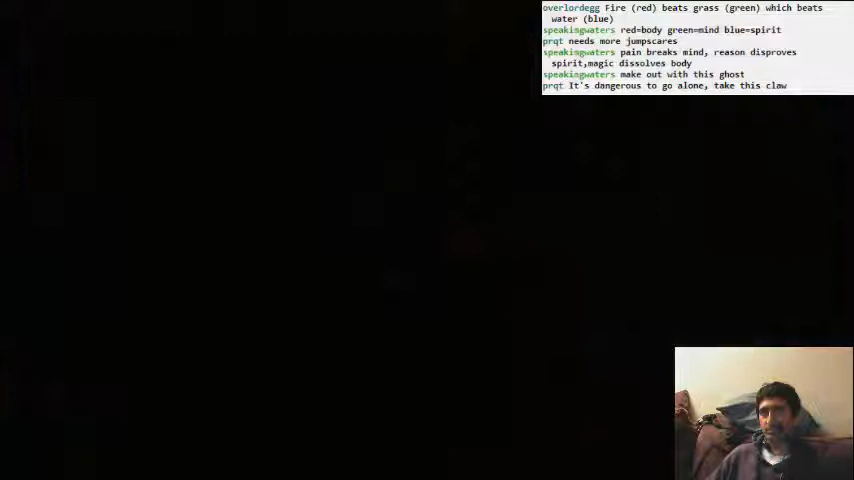 overlordegg Fire (red) beats grass (green) which beats
water (blue)
speakingwaters red=body green=mind blue=spirit
prqt needs more jumpscares
speakingwaters pain breaks mind, reason disproves
spirit,magic dissolves body
speakingwaters make out with this ghost
prqt It's dangerous to go alone, take this claw